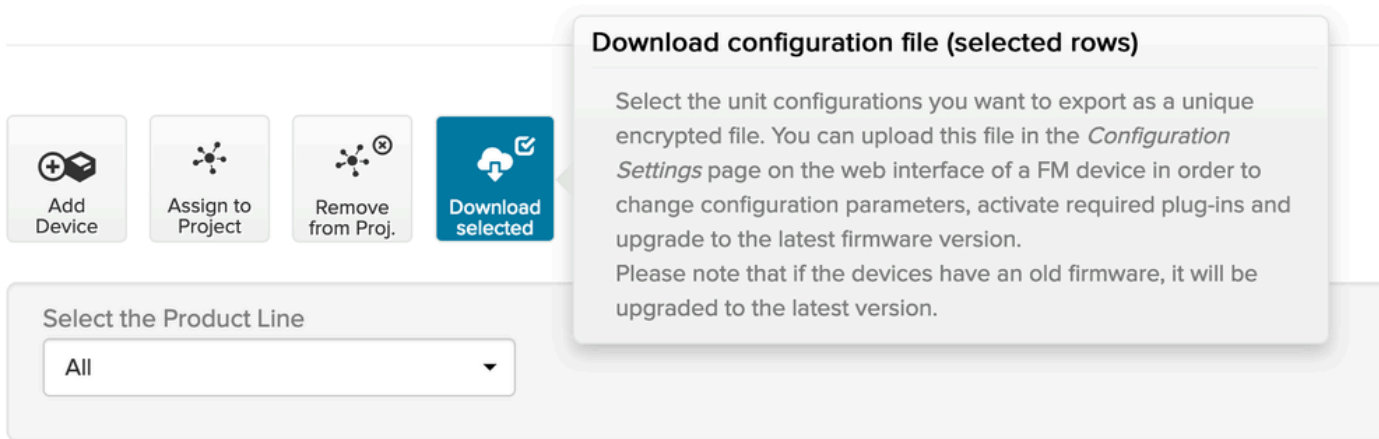 Download configuration file (selected rows)
Select the unit configurations you want to export as a unique
encrypted file. You can upload this file in the Configuration
Settings page on the web interface of a FM device in order to
change configuration parameters, activate required plug-ins and
upgrade to the latest firmware version.
Please note that if the devices have an old firmware, it will be
upgraded to the latest version.
Add
Device
Assign to
Project
Remove
from Proj.
Download
selected
Select the Product Line
All